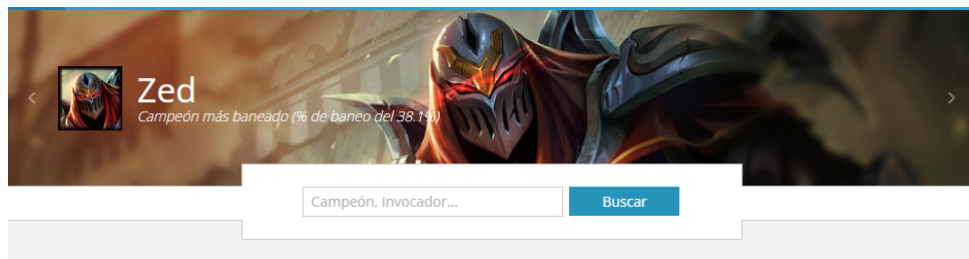 Zed
Campeón más baneado (% de baneo del 38.1%)
Campeón, Invocador...
Buscar